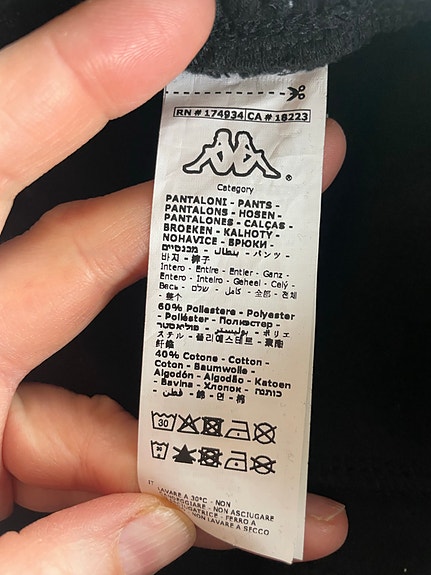 RN # 174934 CA # 18223
Category
PANTALONI - PANTS -
PANTALONS - HOSEN -
PANTALONES - CALÇAS -
BROEKEN - KALHOTY -
NOHAVICE - БРЮКИ -
מכנסיים - بنطال - パンツ -
바지 - 裤子
Intero - Entire - Entier - Ganz -
Entero - Inteiro - Geheel - Celý -
Весь - שלם - كامل - 全部 - 전체
- 整个
60% Poliestere - Polyester
- Poliéster - Полиэстер -
פוליאסטר - بوليستر - ポリエ
ステル - 폴리에스테르 - 聚酯
纤维
40% Cotone - Cotton -
Coton - Baumwolle -
Algodón - Algodão - Katoen
- Bavlna - Хлопок - כותנה
- قطن - 綿 - 면 - 棉
30
IT LAVARE A 30°C - NON
- NON ASCIUGARE
- FERRO A
NON LAVARE A SECCO